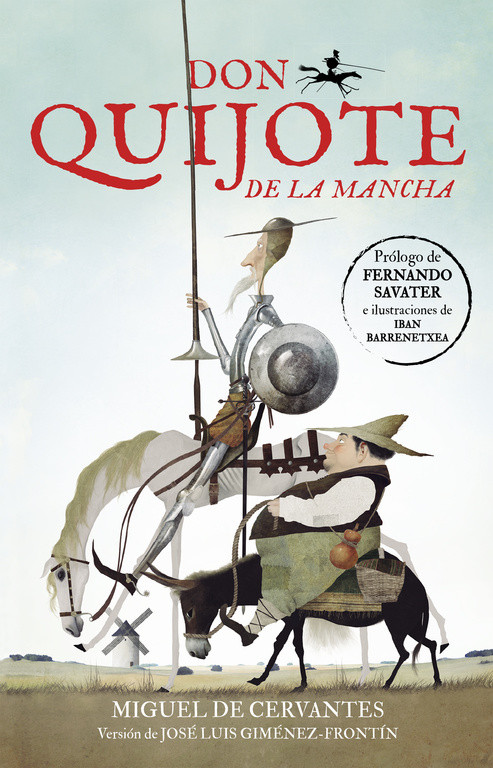 DON
QUIJOTE
DE LA MANCHA
Prólogo de
FERNANDO
SAVATER
e ilustraciones de
IBAN
BARRENETXEA
MIGUEL DE CERVANTES
Versión de JOSÉ LUIS GIMÉNEZ-FRONTÍN